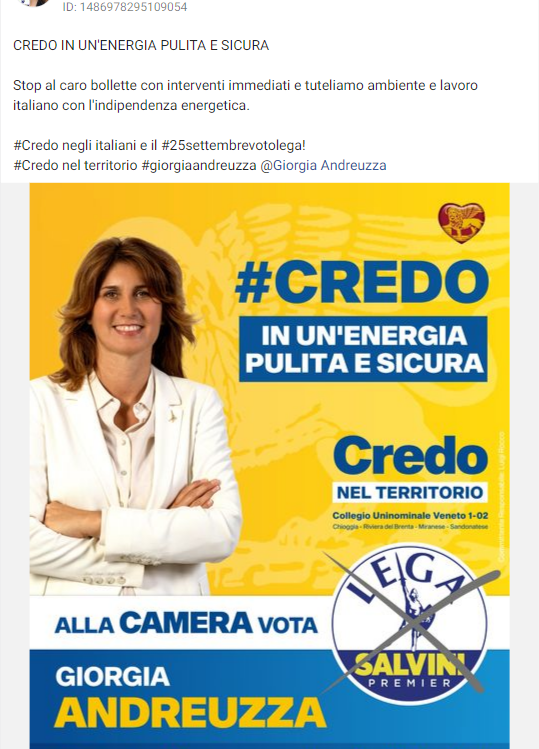 ID: 1486978295109054
CREDO IN UN'ENERGIA PULITA E SICURA
Stop al caro bollette con interventi immediati e tuteliamo ambiente e lavoro
italiano con l'indipendenza energetica.
#Credo negli italiani e il #25settembrevotolega!
#Credo nel territorio #giorgiaandreuzza @Giorgia Andreuzza
#CREDO
IN UN'ENERGIA
PULITA E SICURA
Credo
NEL TERRITORIO
Collegio Uninominale Veneto 1-02
Chioggia - Riviera del Brenta - Miranese - Sandonatese
LEGA
SALVINI
PREMIER
ALLA CAMERA VOTA
GIORGIA
ANDREUZZA